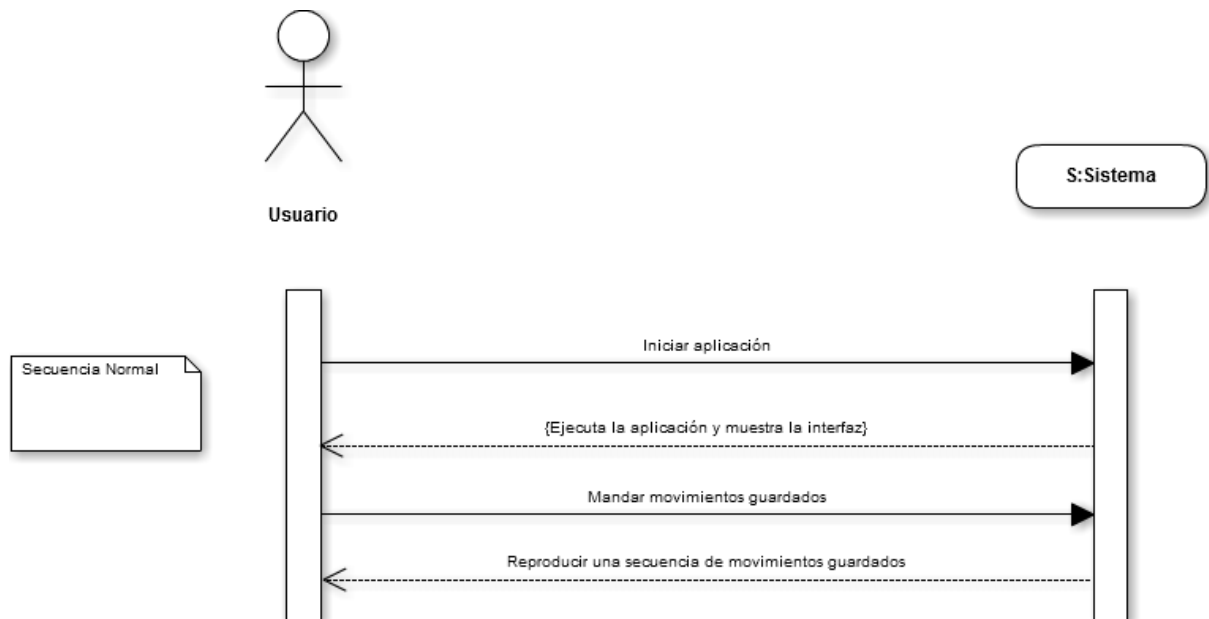 Usuario
S:Sistema
Secuencia Normal
Iniciar aplicación
{Ejecuta la aplicación y muestra la interfaz}
Mandar movimientos guardados
Reproducir una secuencia de movimientos guardados